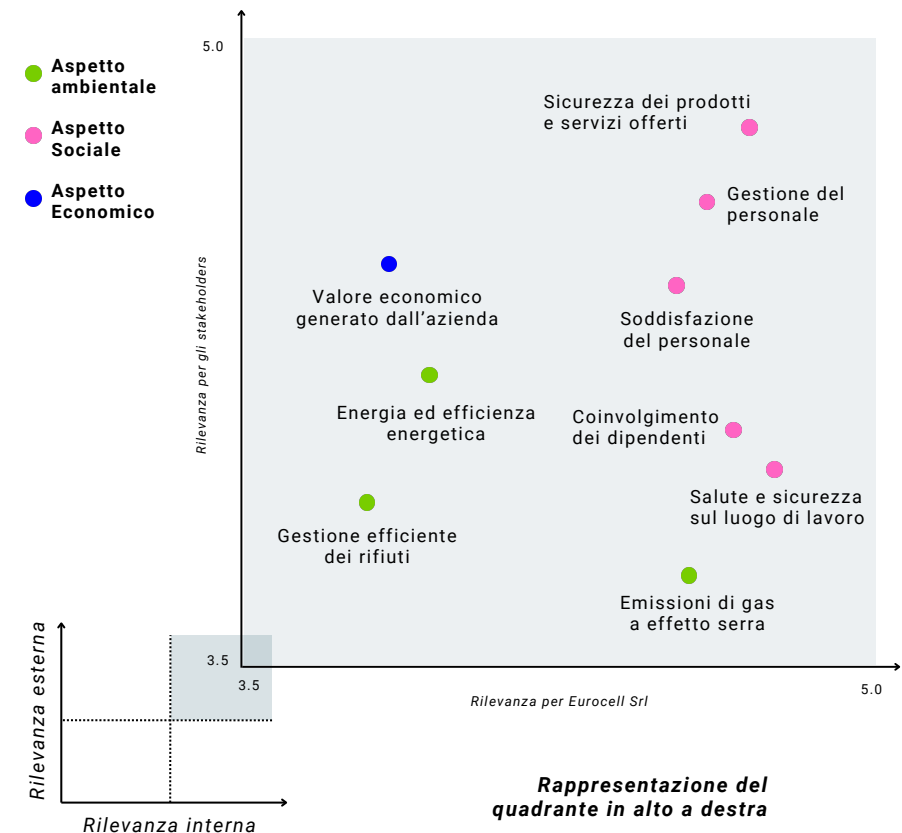 5.0
Aspetto
ambientale
Aspetto
Sociale
Aspetto
Economico
Sicurezza dei prodotti
e servizi offerti
Gestione del
personale
Rilevanza per gli stakeholders
Valore economico
generato dall’azienda
Soddisfazione
del personale
Energia ed efficienza
energetica
Coinvolgimento
dei dipendenti
Salute e sicurezza
sul luogo di lavoro
Gestione efficiente
dei rifiuti
Emissioni di gas
a effetto serra
3.5
3.5
5.0
Rilevanza per Eurocell Srl
Rilevanza esterna
Rilevanza interna
Rappresentazione del
quadrante in alto a destra